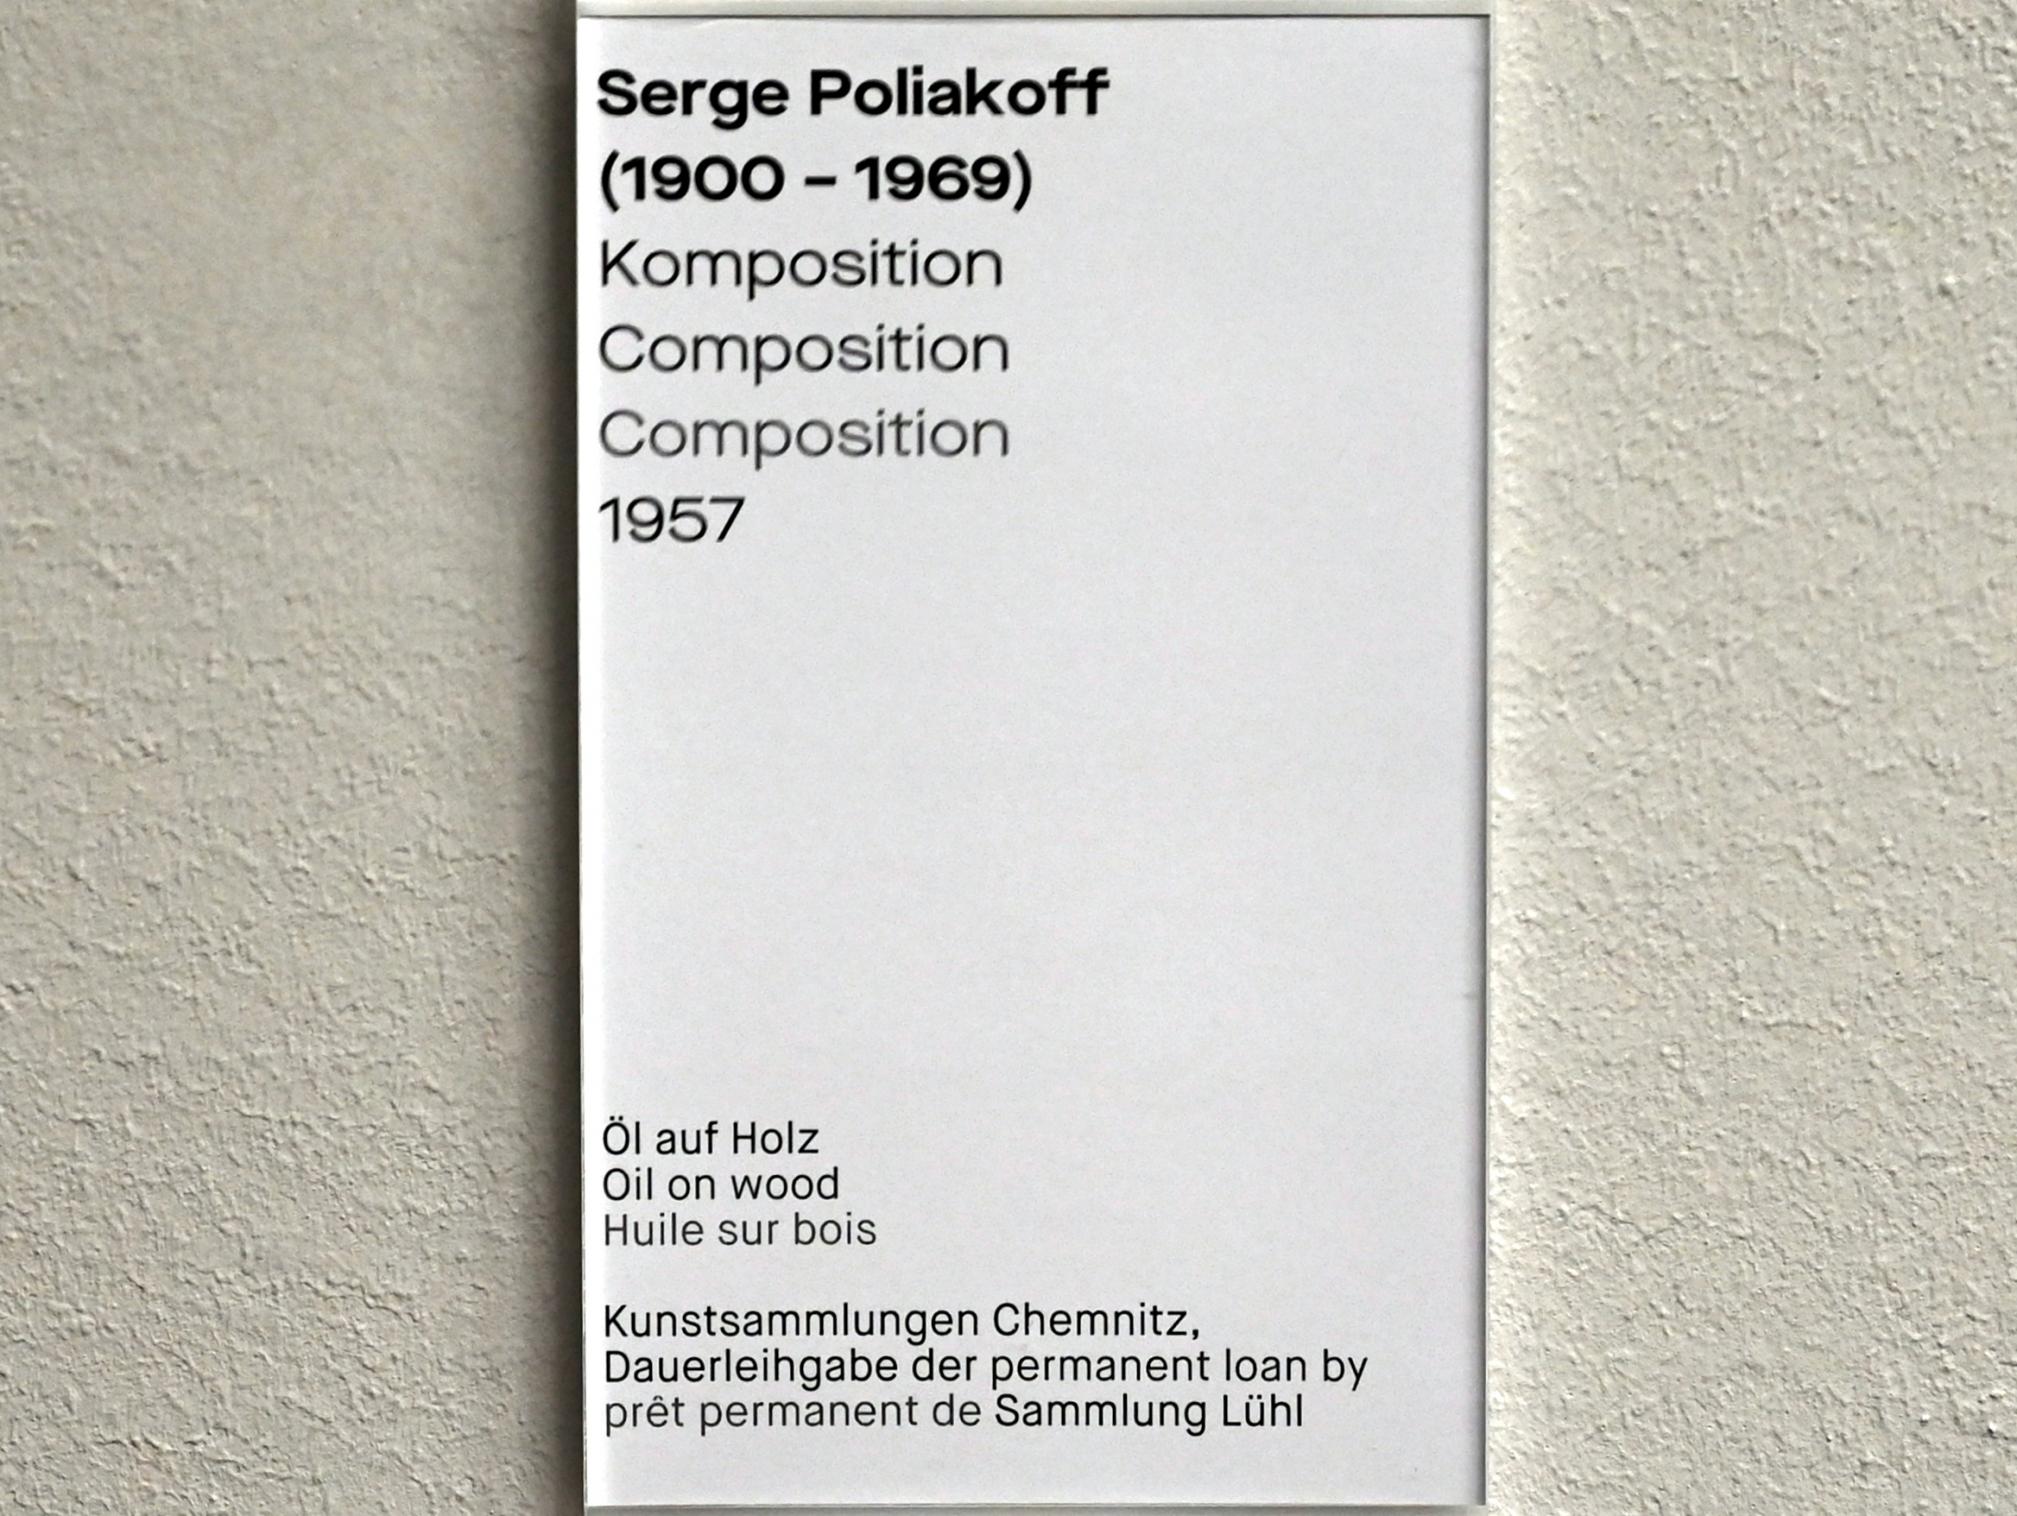 Serge Poliakoff
(1900 – 1969)
Komposition
Composition
Composition
1957
Öl auf Holz
Oil on wood
Huile sur bois
Kunstsammlungen Chemnitz,
Dauerleihgabe der permanent loan by
prêt permanent de Sammlung Lühl